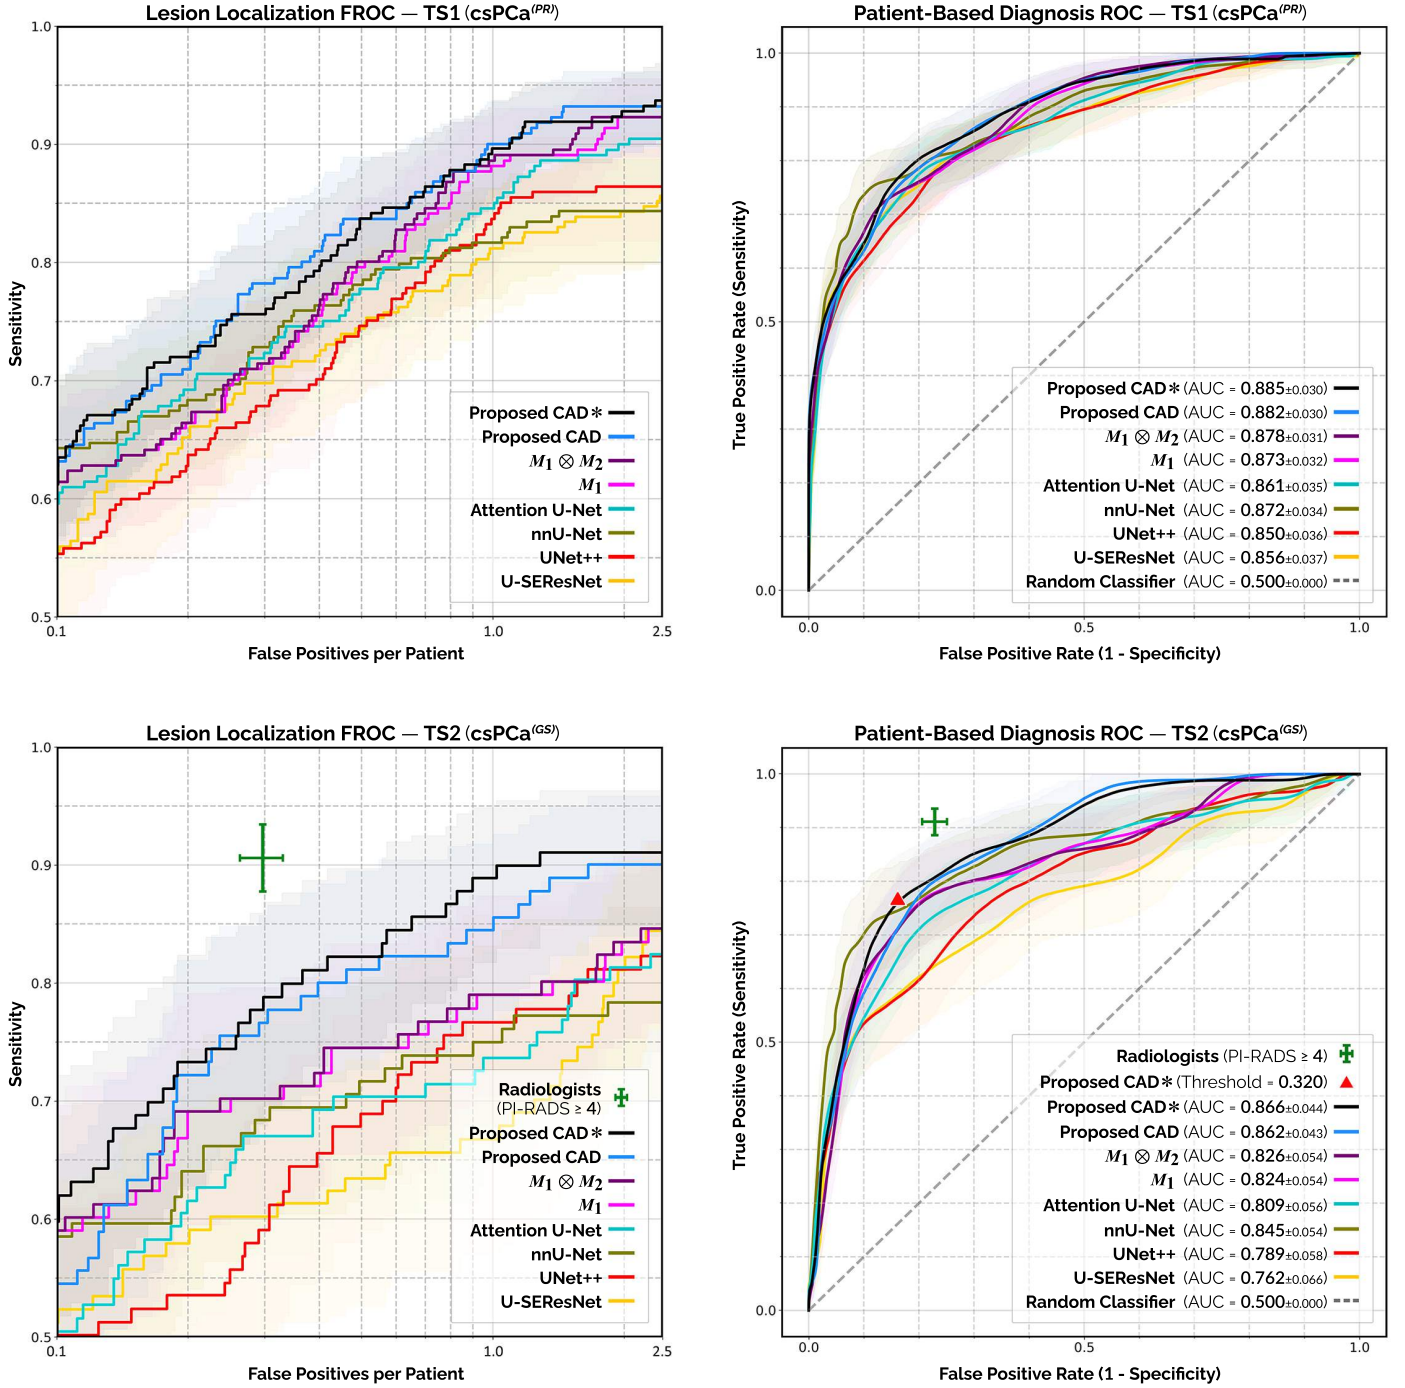 Lesion Localization FROC — TS1 (csPCa(PR))
1.0
0.9
0.8
0.7
0.6
0.5
Sensitivity
Proposed CAD*
Proposed CAD
M1 ⊗ M2
M1
Attention U-Net
nnU-Net
UNet++
U-SEResNet
0.1
1.0
2.5
False Positives per Patient
Patient-Based Diagnosis ROC — TS1 (csPCa(PR))
1.0
0.5
0.0
True Positive Rate (Sensitivity)
Proposed CAD* (AUC = 0.885±0.030)
Proposed CAD (AUC = 0.882±0.030)
M1 ⊗ M2 (AUC = 0.878±0.031)
M1 (AUC = 0.873±0.032)
Attention U-Net (AUC = 0.861±0.035)
nnU-Net (AUC = 0.872±0.034)
UNet++ (AUC = 0.850±0.036)
U-SEResNet (AUC = 0.856±0.037)
Random Classifier (AUC = 0.500±0.000)
0.0
0.5
1.0
False Positive Rate (1 - Specificity)
Lesion Localization FROC — TS2 (csPCa(GS))
1.0
0.9
0.8
0.7
0.6
0.5
Sensitivity
Radiologists
(PI-RADS ≥ 4)
Proposed CAD*
Proposed CAD
M1 ⊗ M2
M1
Attention U-Net
nnU-Net
UNet++
U-SEResNet
0.1
1.0
2.5
False Positives per Patient
Patient-Based Diagnosis ROC — TS2 (csPCa(GS))
1.0
0.5
0.0
True Positive Rate (Sensitivity)
Radiologists (PI-RADS ≥ 4)
Proposed CAD* (Threshold = 0.320)
Proposed CAD* (AUC = 0.866±0.044)
Proposed CAD (AUC = 0.862±0.043)
M1 ⊗ M2 (AUC = 0.826±0.054)
M1 (AUC = 0.824±0.054)
Attention U-Net (AUC = 0.809±0.056)
nnU-Net (AUC = 0.845±0.054)
UNet++ (AUC = 0.789±0.058)
U-SEResNet (AUC = 0.762±0.066)
Random Classifier (AUC = 0.500±0.000)
0.0
0.5
1.0
False Positive Rate (1 - Specificity)